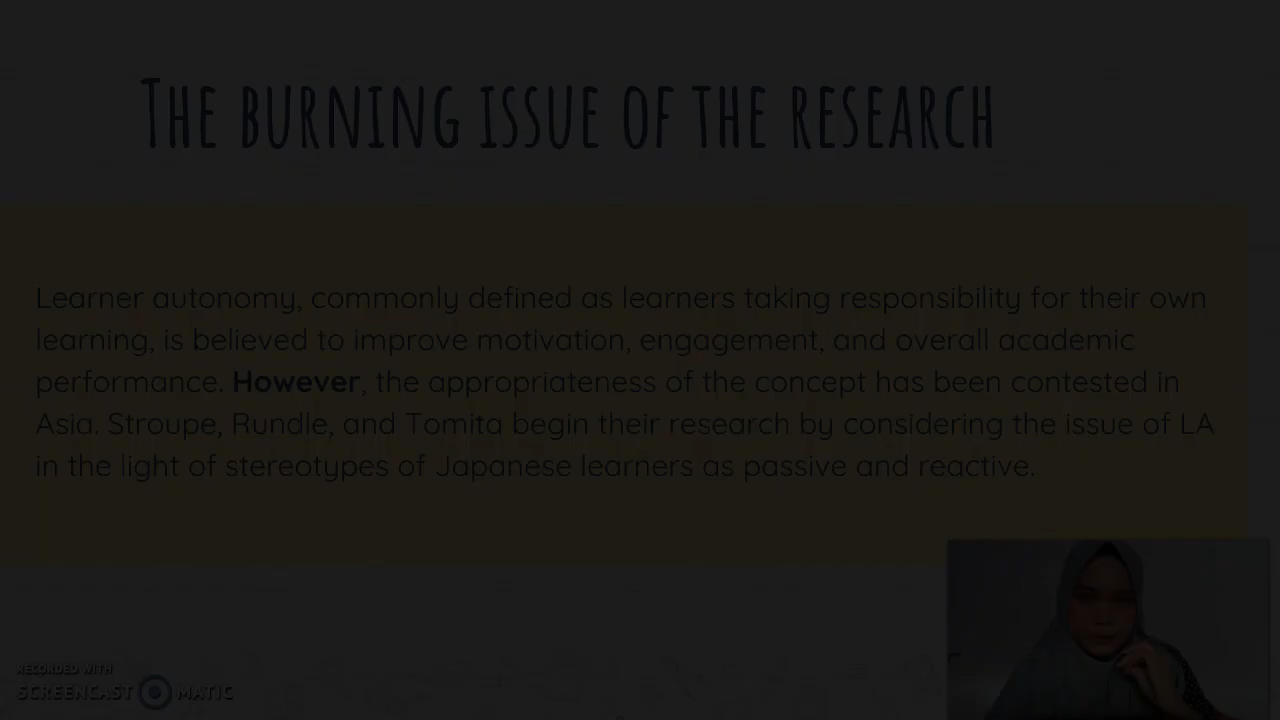 The burning issue of the research
Learner autonomy, commonly defined as learners taking responsibility for their own
learning, is believed to improve motivation, engagement, and overall academic
performance. However, the appropriateness of the concept has been contested in
Asia. Stroupe, Rundle, and Tomita begin their research by considering the issue of LA
in the light of stereotypes of Japanese learners as passive and reactive.
RECORDED WITH
SCREENCAST MATIC